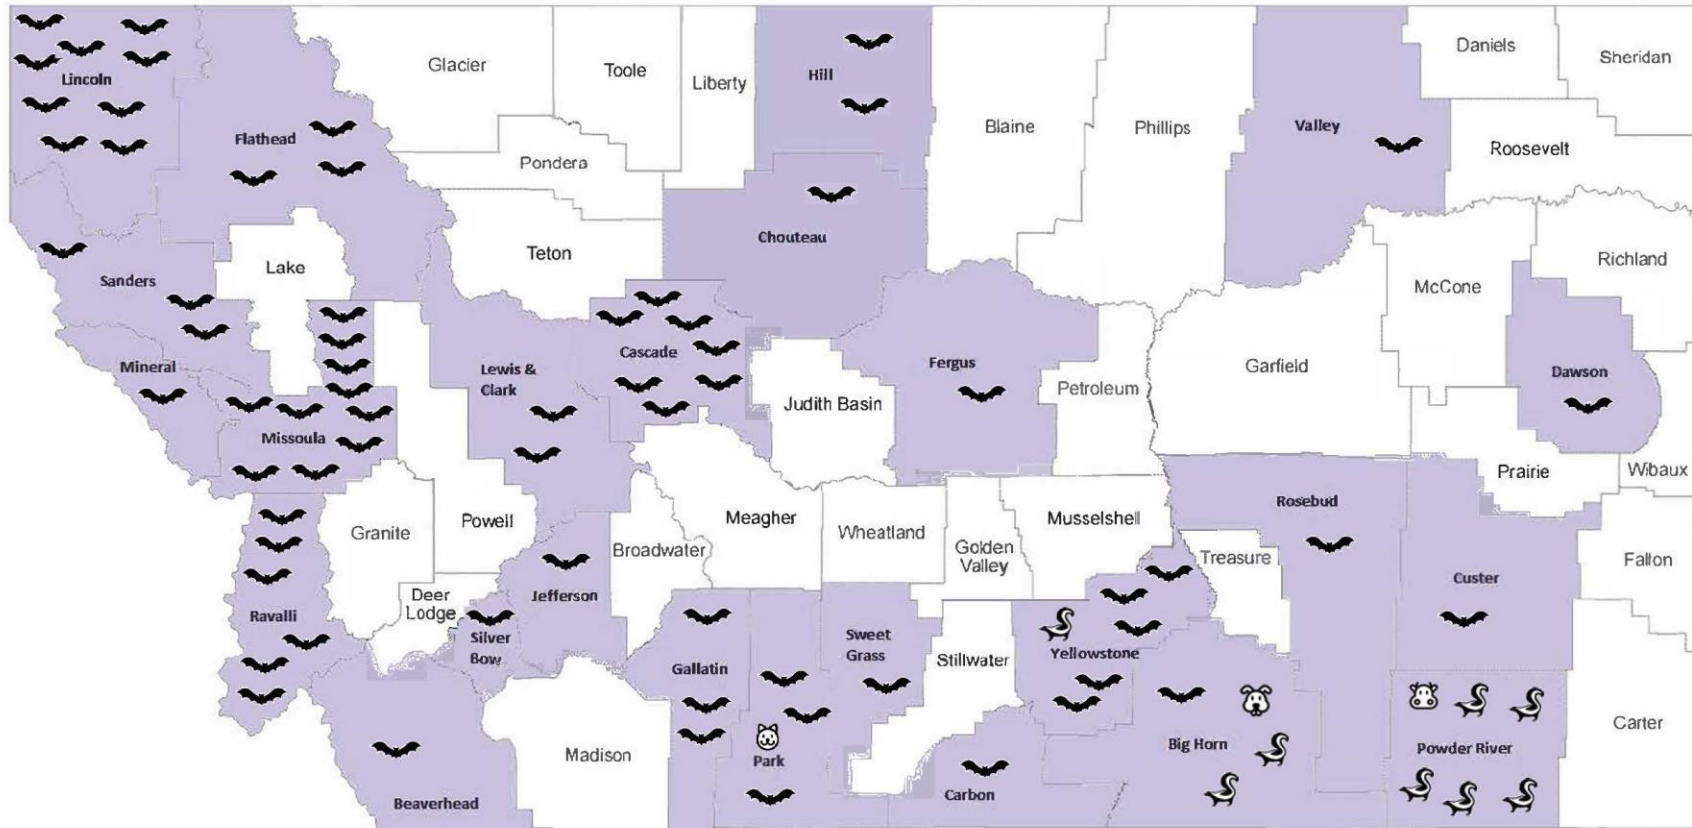 Daniels
Sheridan
Glacier
Toole
Liberty
Hill
Lincoln
Flathead
Blaine
Phillips
Valley
Roosevelt
Pondera
Chouteau
Teton
Lake
Sanders
Richland
McCone
Mineral
Lewis &
Clark
Cascade
Fergus
Petroleum
Garfield
Dawson
Judith Basin
Missoula
Prairie
Wibaux
Rosebud
Granite
Powell
Meagher
Wheatland
Musselshell
Golden
Valley
Broadwater
Treasure
Fallon
Custer
Deer
Lodge
Jefferson
Ravalli
Silver
Bow
Sweet
Grass
Stillwater
Yellowstone
Gallatin
Carter
Big Horn
Powder River
Madison
Park
Carbon
Beaverhead